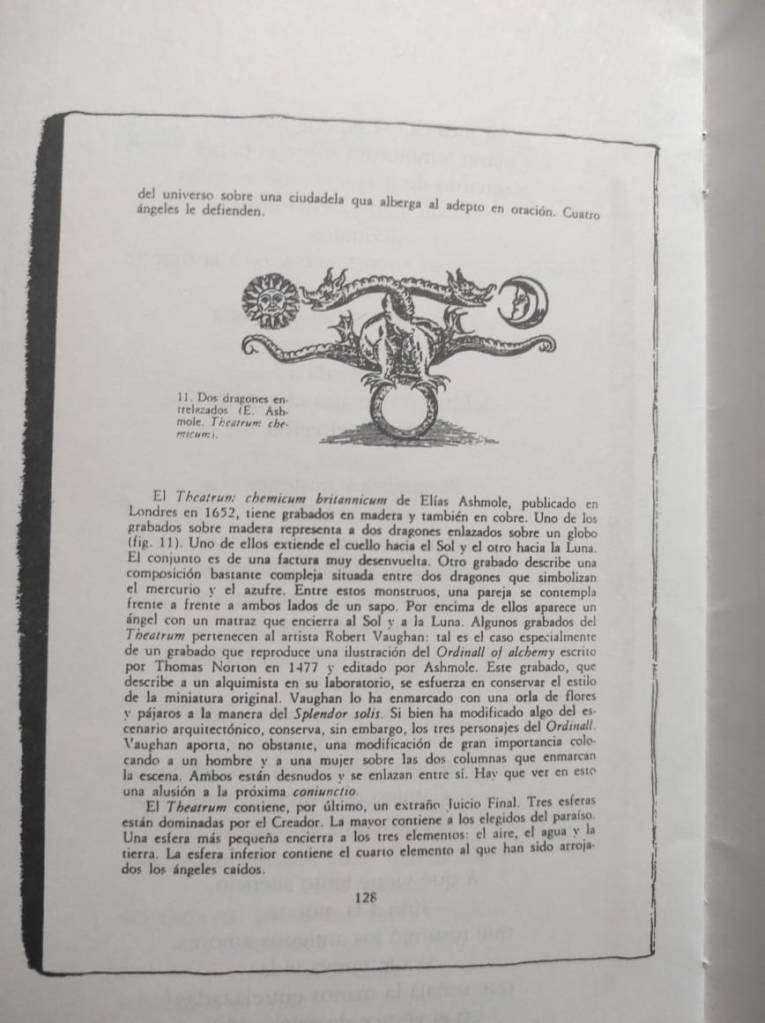 del universo sobre una ciudadela qua alberga al adepto en oración. Cuatro
ángeles le defienden.
11. Dos dragones en-
trelazados (E. Ash-
mole. Theatrum che-
micum).
El Theatrum chemicum britannicum de Elías Ashmole, publicado en
Londres en 1652, tiene grabados en madera y también en cobre. Uno de los
grabados sobre madera representa a dos dragones enlazados sobre un globo
(fig. 11). Uno de ellos extiende el cuello hacia el Sol y el otro hacia la Luna.
El conjunto es de una factura muy desenvuelta. Otro grabado describe una
composición bastante compleja situada entre dos dragones que simbolizan
el mercurio y el azufre. Entre estos monstruos, una pareja se contempla
frente a frente a ambos lados de un sapo. Por encima de ellos aparece un
ángel con un matraz que encierra al Sol y a la Luna. Algunos grabados del
Theatrum pertenecen al artista Robert Vaughan: tal es el caso especialmente
de un grabado que reproduce una ilustración del Ordinall of alchemy escrito
por Thomas Norton en 1477 y editado por Ashmole. Este grabado, que
describe a un alquimista en su laboratorio, se esfuerza en conservar el estilo
de la miniatura original. Vaughan lo ha enmarcado con una orla de flores
y pájaros a la manera del Splendor solis. Si bien ha modificado algo del es-
cenario arquitectónico, conserva, sin embargo, los tres personajes del Ordinall.
Vaughan aporta, no obstante, una modificación de gran importancia colo-
cando a un hombre y a una mujer sobre las dos columnas que enmarcan
la escena. Ambos están desnudos y se enlazan entre sí. Hay que ver en esto
una alusión a la próxima coniunctio.
El Theatrum contiene, por último, un extraño Juicio Final. Tres esferas
están dominadas por el Creador. La mayor contiene a los elegidos del paraíso.
Una esfera más pequeña encierra a los tres elementos: el aire, el agua y la
tierra. La esfera inferior contiene el cuarto elemento al que han sido arroja-
dos los ángeles caídos.
128